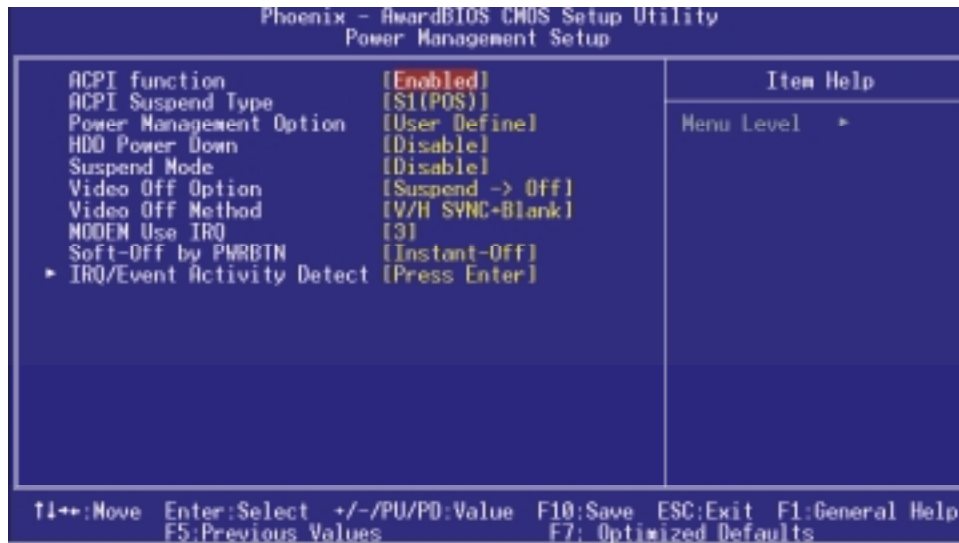 Phoenix - AwardBIOS CMOS Setup Utility
Power Management Setup
ACPI function [Enabled]
ACPI Suspend Type [S1(POS)]
Power Management Option [User Define]
HDD Power Down [Disable]
Suspend Mode [Disable]
Video Off Option [Suspend -> Off]
Video Off Method [V/H SYNC+Blank]
MODEM Use IRQ [3]
Soft-Off by PWRBTN [Instant-Off]
► IRQ/Event Activity Detect [Press Enter]
Item Help
Menu Level ►
↑↓→←:Move Enter:Select +/-/PU/PD:Value F10:Save ESC:Exit F1:General Help
F5:Previous Values F7: Optimized Defaults